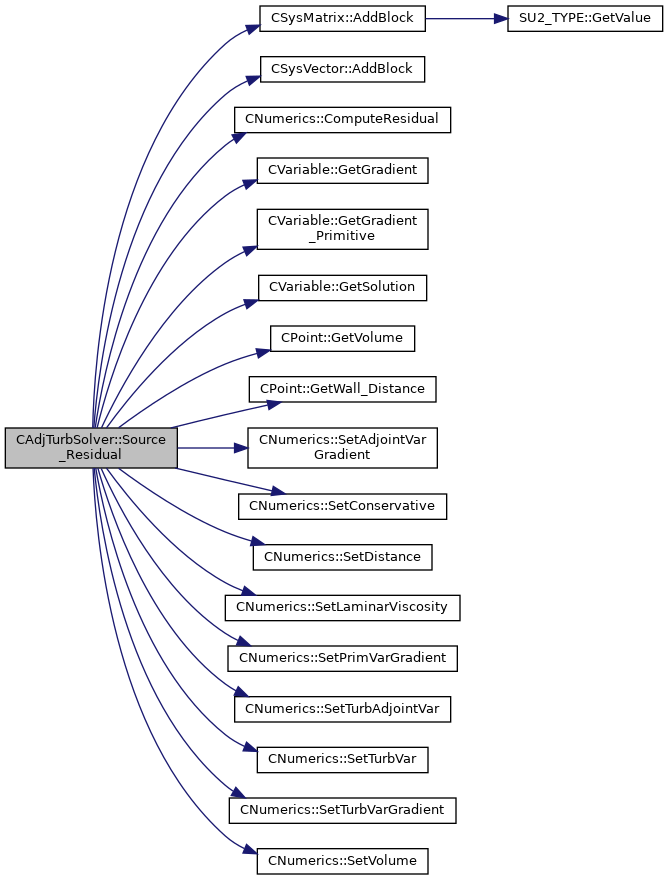 CSysMatrix::AddBlock
SU2_TYPE::GetValue
CSysVector::AddBlock
CNumerics::ComputeResidual
CVariable::GetGradient
CVariable::GetGradient
_Primitive
CVariable::GetSolution
CPoint::GetVolume
CPoint::GetWall_Distance
CAdjTurbSolver::Source
_Residual
CNumerics::SetAdjointVar
Gradient
CNumerics::SetConservative
CNumerics::SetDistance
CNumerics::SetLaminarViscosity
CNumerics::SetPrimVarGradient
CNumerics::SetTurbAdjointVar
CNumerics::SetTurbVar
CNumerics::SetTurbVarGradient
CNumerics::SetVolume